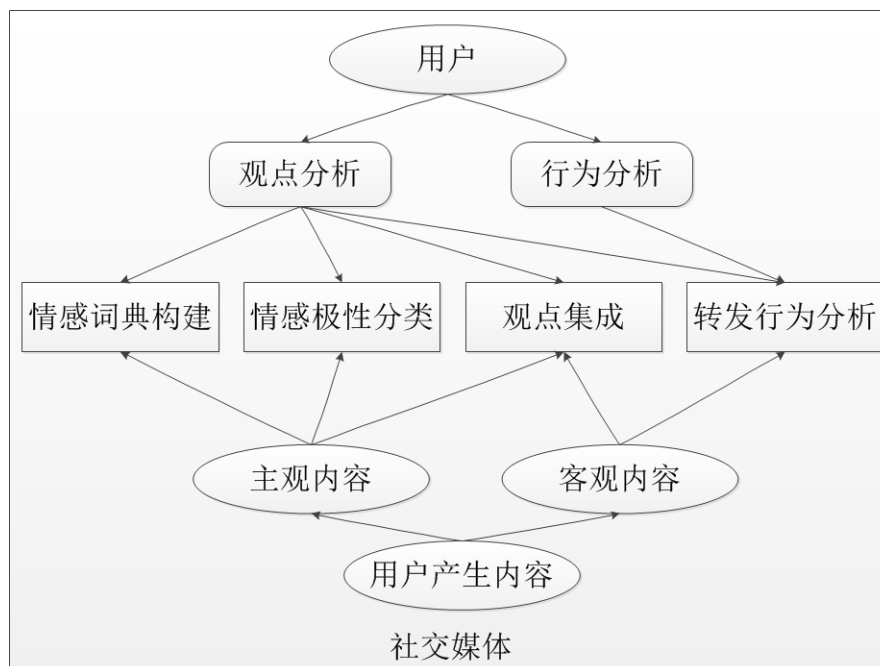 用户
观点分析
行为分析
情感词典构建
情感极性分类
观点集成
转发行为分析
主观内容
客观内容
用户产生内容
社交媒体